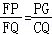 FP/FQ = PG/CQ